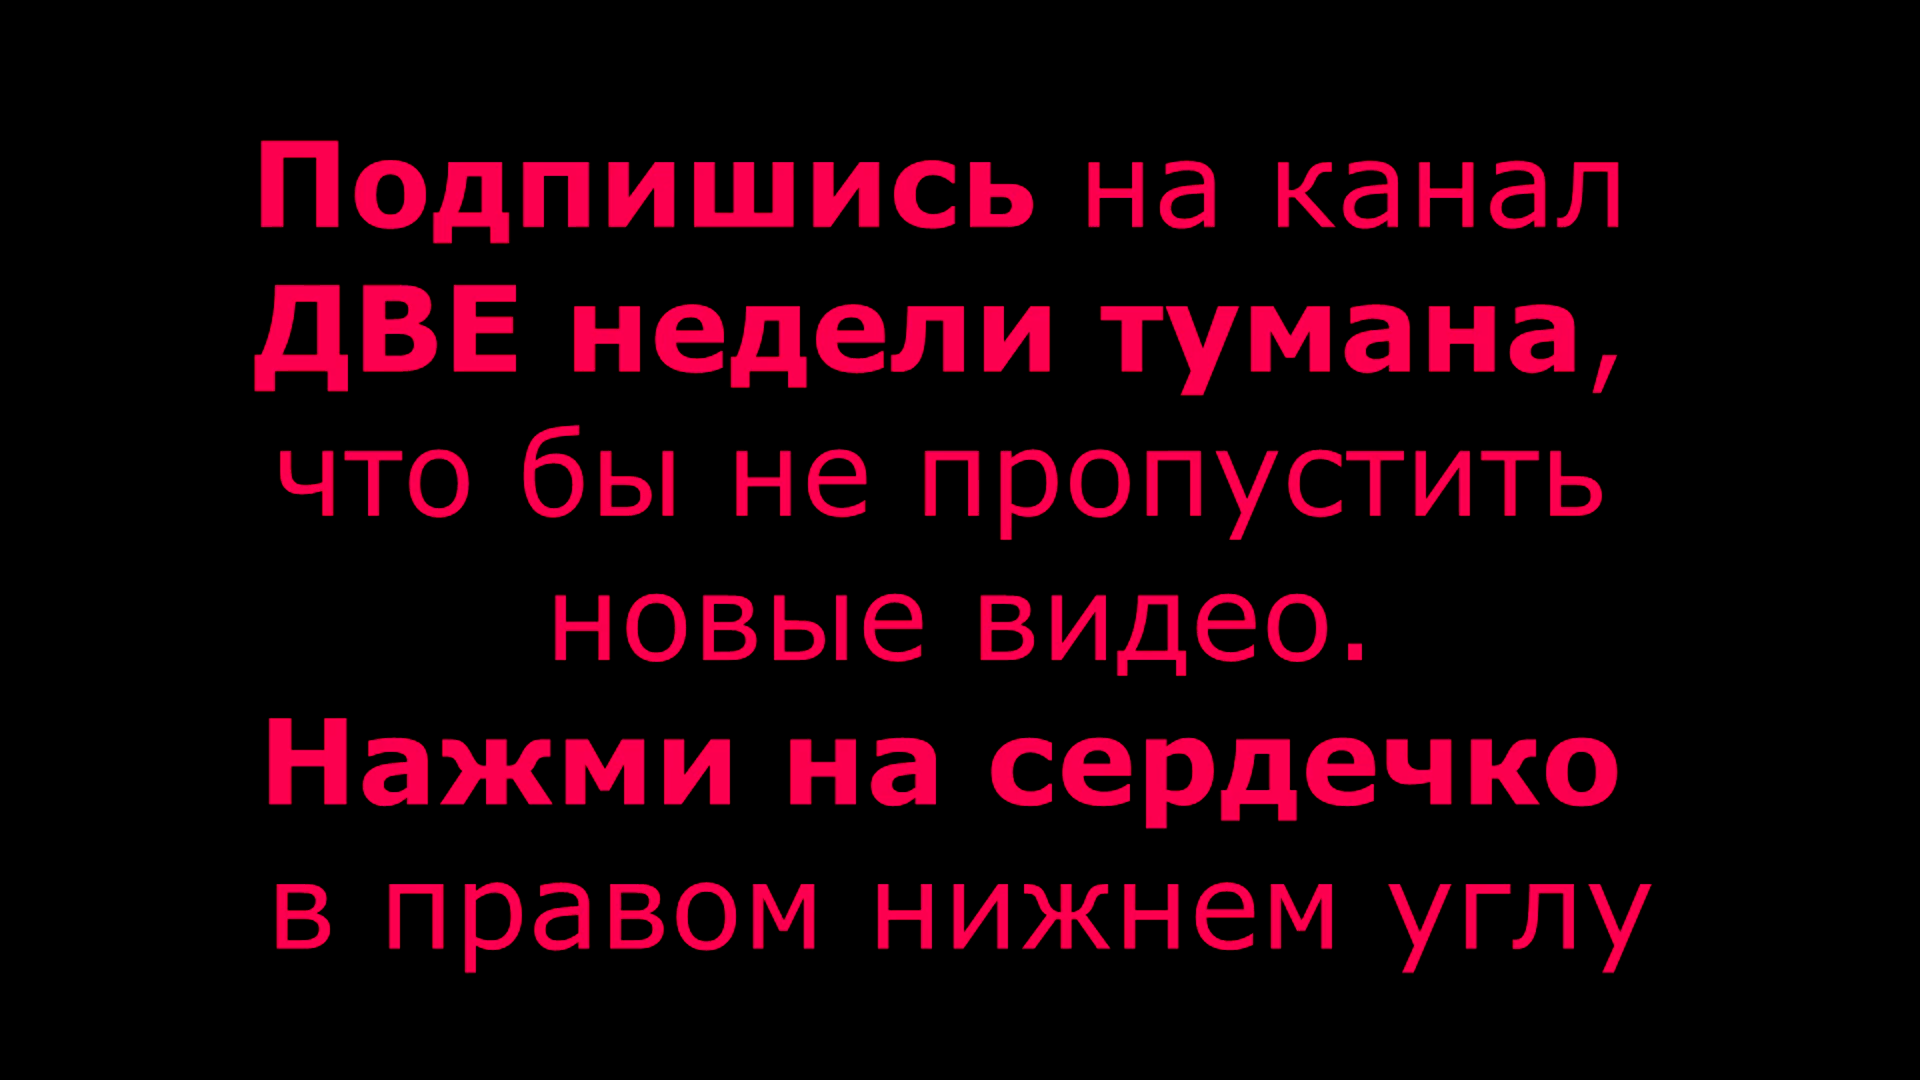 Подпишись на канал
ДВЕ недели тумана,
что бы не пропустить
новые видео.
Нажми на сердечко
в правом нижнем углу